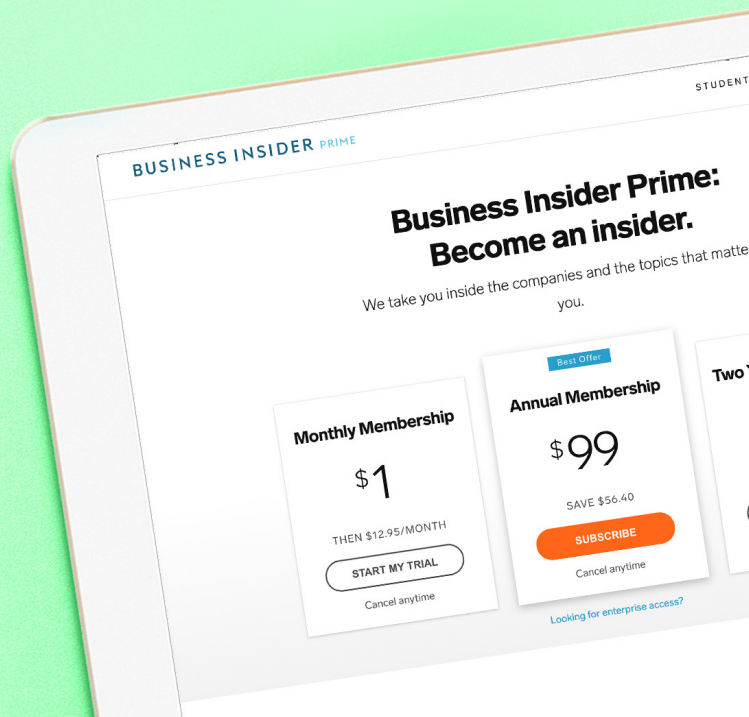 STUDENT
BUSINESS INSIDER PRIME
Business Insider Prime:
Become an insider.
We take you inside the companies and the topics that matte
you.
Monthly Membership
$1
THEN $12.95/MONTH
START MY TRIAL
Cancel anytime
Best Offer
Annual Membership
$99
SAVE $56.40
SUBSCRIBE
Cancel anytime
Two
Looking for enterprise access?